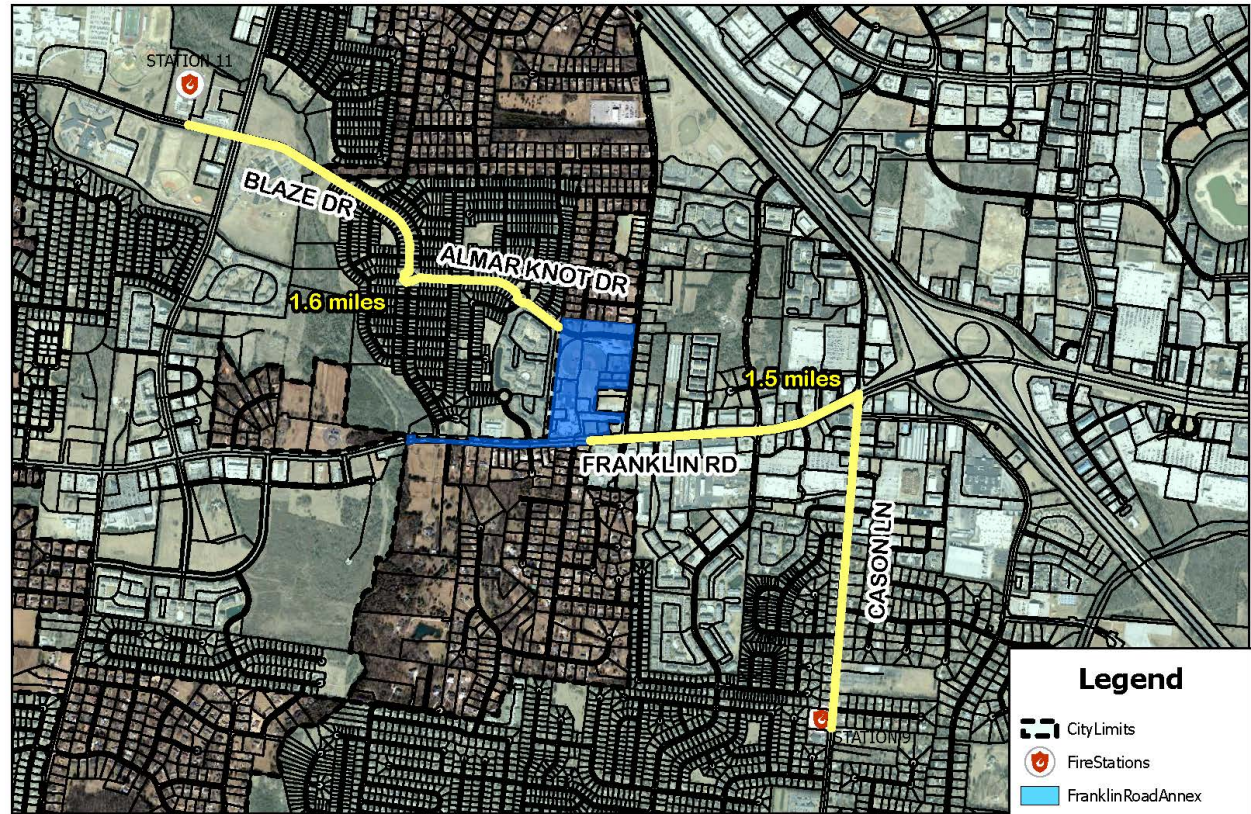 STATION 11
BLAZE DR
ALMAR KNOT DR
1.6 miles
1.5 miles
FRANKLIN RD
CASON LN
STATION 9
Legend
CityLimits
FireStations
FranklinRoadAnnex